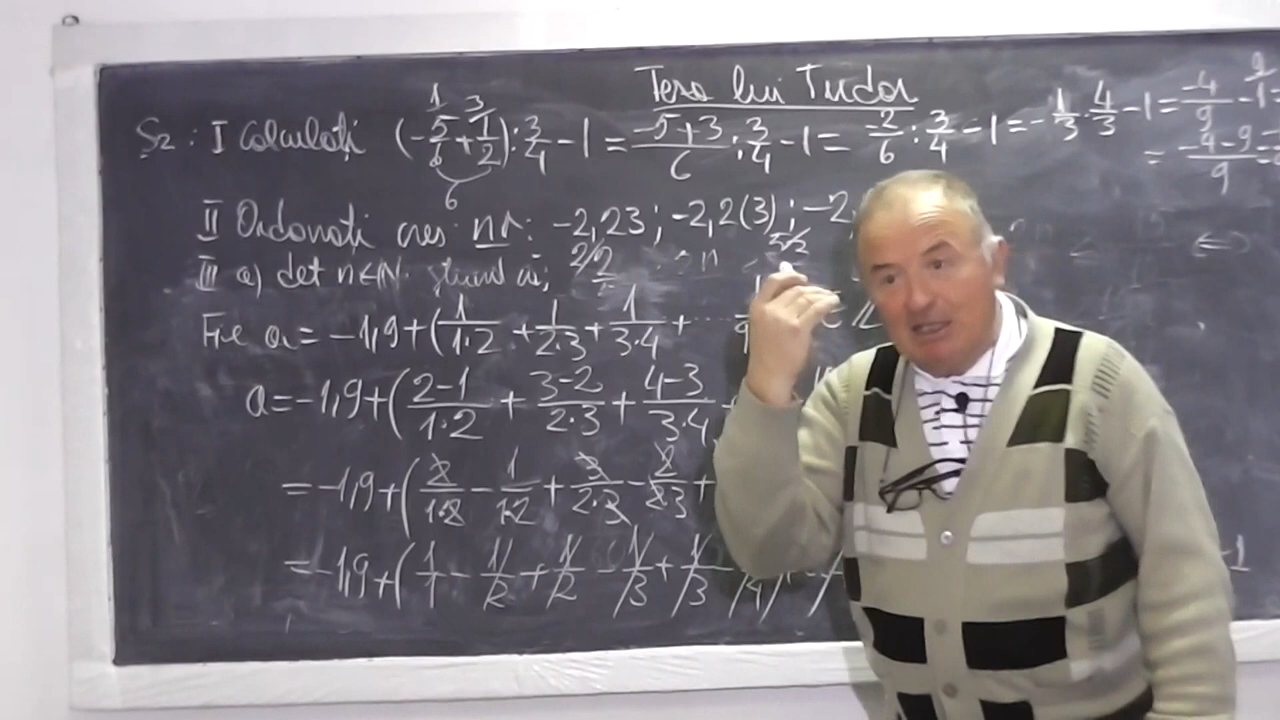 Teza lui Tudor
S2: I Calculați (-5/6 + 1/2) : 3/4 - 1 = (-5+3)/6 : 3/4 - 1 = -2/6 : 3/4 - 1 = -1/3 · 4/3 - 1 = -4/9 -
= (-4-9)/9 =
II Ordonați cres nr: -2,23; -2,2(3); -2,
III a) det n∈N știind că;
Fie a = -1,9 + (1/1·2 + 1/2·3 + 1/3·4 + ...
a = -1,9 + ((2-1)/1·2 + (3-2)/2·3 + (4-3)/3·4
= -1,9 + (2/1·2 - 1/1·2 + 3/2·3 - 2/2·3 +
= -1,9 + (1/1 - 1/2 + 1/2 - 1/3 + 1/3